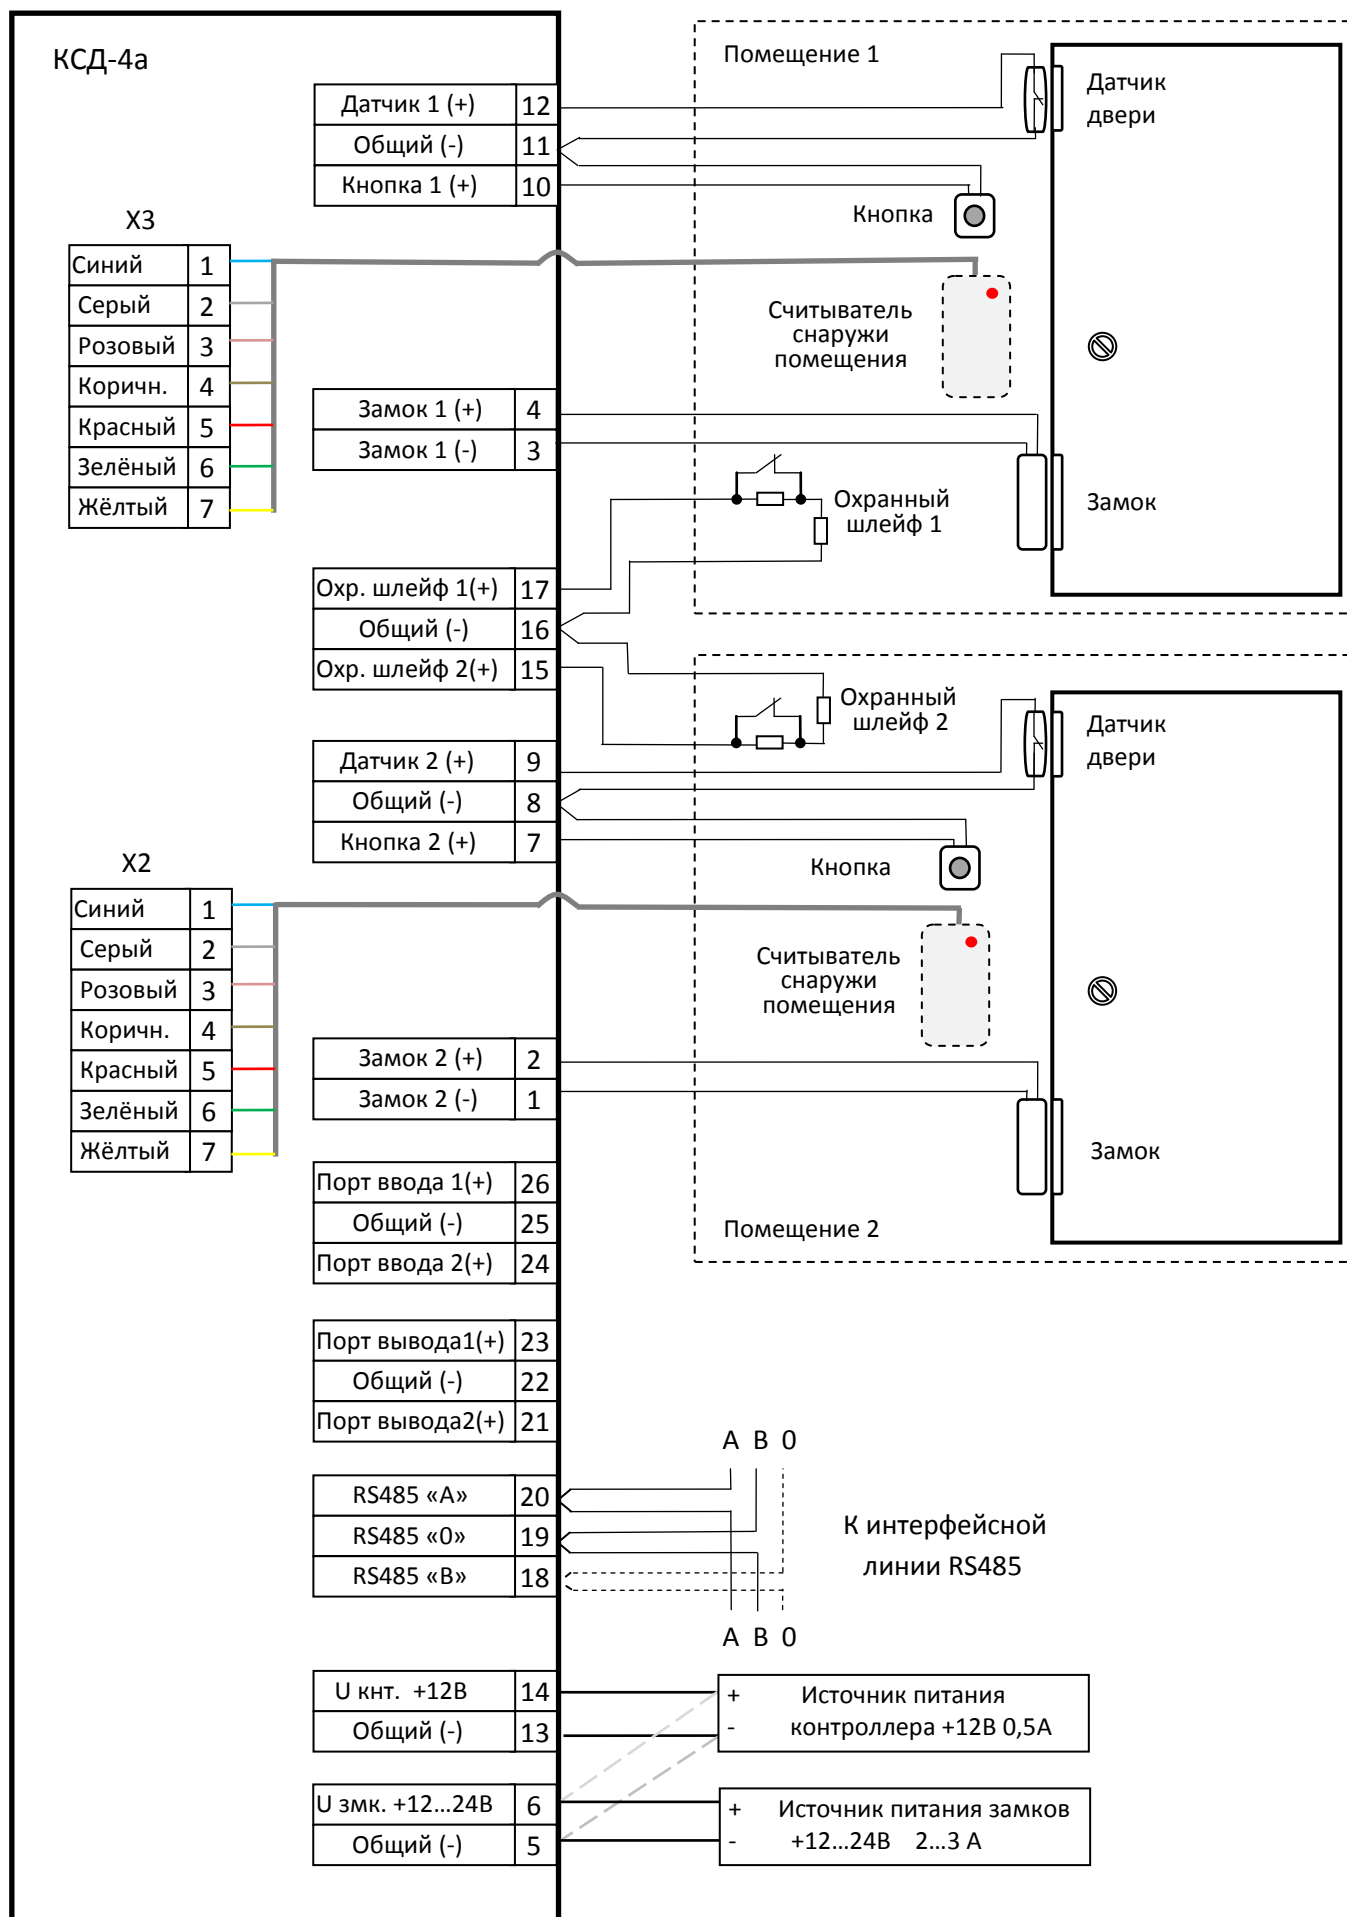 КСД-4а
Помещение 1
Датчик 1 (+) 12
Общий (-) 11
Кнопка 1 (+) 10
Датчик
двери
Кнопка
X3
Синий 1
Серый 2
Розовый 3
Коричн. 4
Красный 5
Зелёный 6
Жёлтый 7
Считыватель
снаружи
помещения
Замок 1 (+) 4
Замок 1 (-) 3
Охранный
шлейф 1
Замок
Охр. шлейф 1(+) 17
Общий (-) 16
Охр. шлейф 2(+) 15
Охранный
шлейф 2
Датчик
двери
Датчик 2 (+) 9
Общий (-) 8
Кнопка 2 (+) 7
Кнопка
X2
Синий 1
Серый 2
Розовый 3
Коричн. 4
Красный 5
Зелёный 6
Жёлтый 7
Считыватель
снаружи
помещения
Замок 2 (+) 2
Замок 2 (-) 1
Замок
Помещение 2
Порт ввода 1(+) 26
Общий (-) 25
Порт ввода 2(+) 24
Порт вывода1(+) 23
Общий (-) 22
Порт вывода2(+) 21
A B 0
RS485 «A» 20
RS485 «0» 19
RS485 «B» 18
К интерфейсной
линии RS485
A B 0
U кнт. +12В 14
Общий (-) 13
+ Источник питания
- контроллера +12В 0,5А
U змк. +12...24В 6
Общий (-) 5
+ Источник питания замков
- +12...24В 2...3 А